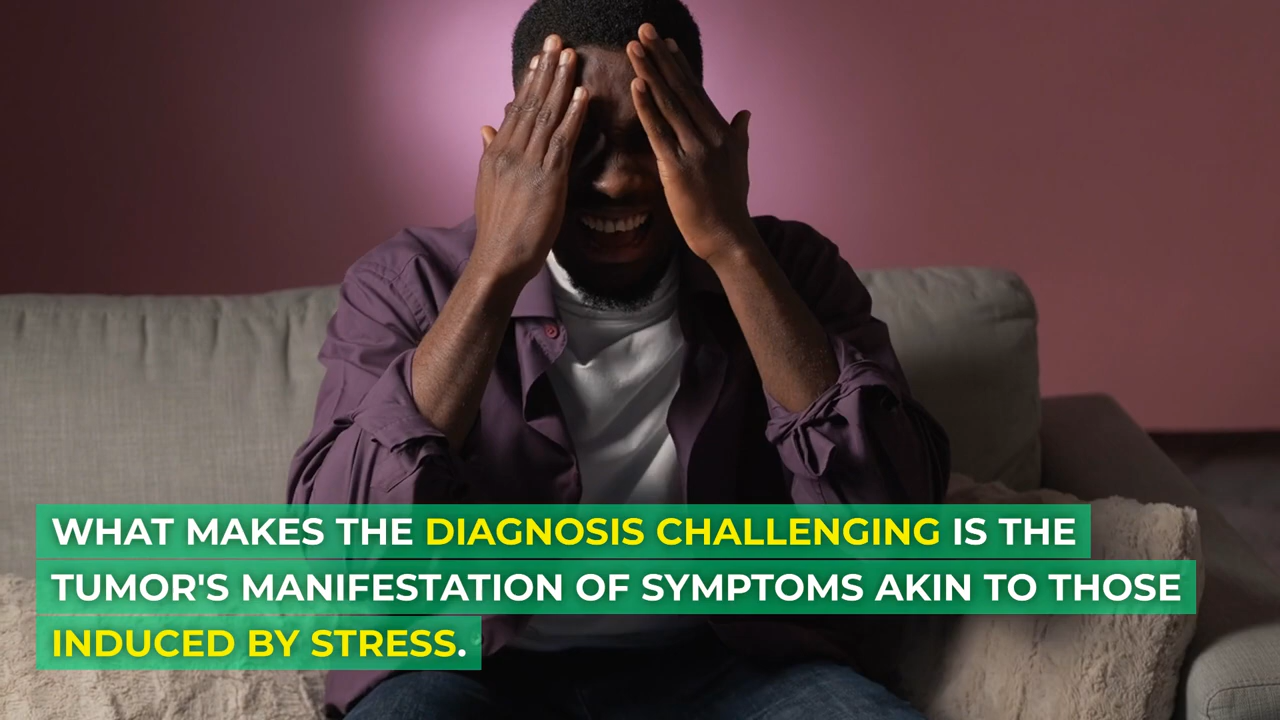 WHAT MAKES THE DIAGNOSIS CHALLENGING IS THE
TUMOR'S MANIFESTATION OF SYMPTOMS AKIN TO THOSE
INDUCED BY STRESS.